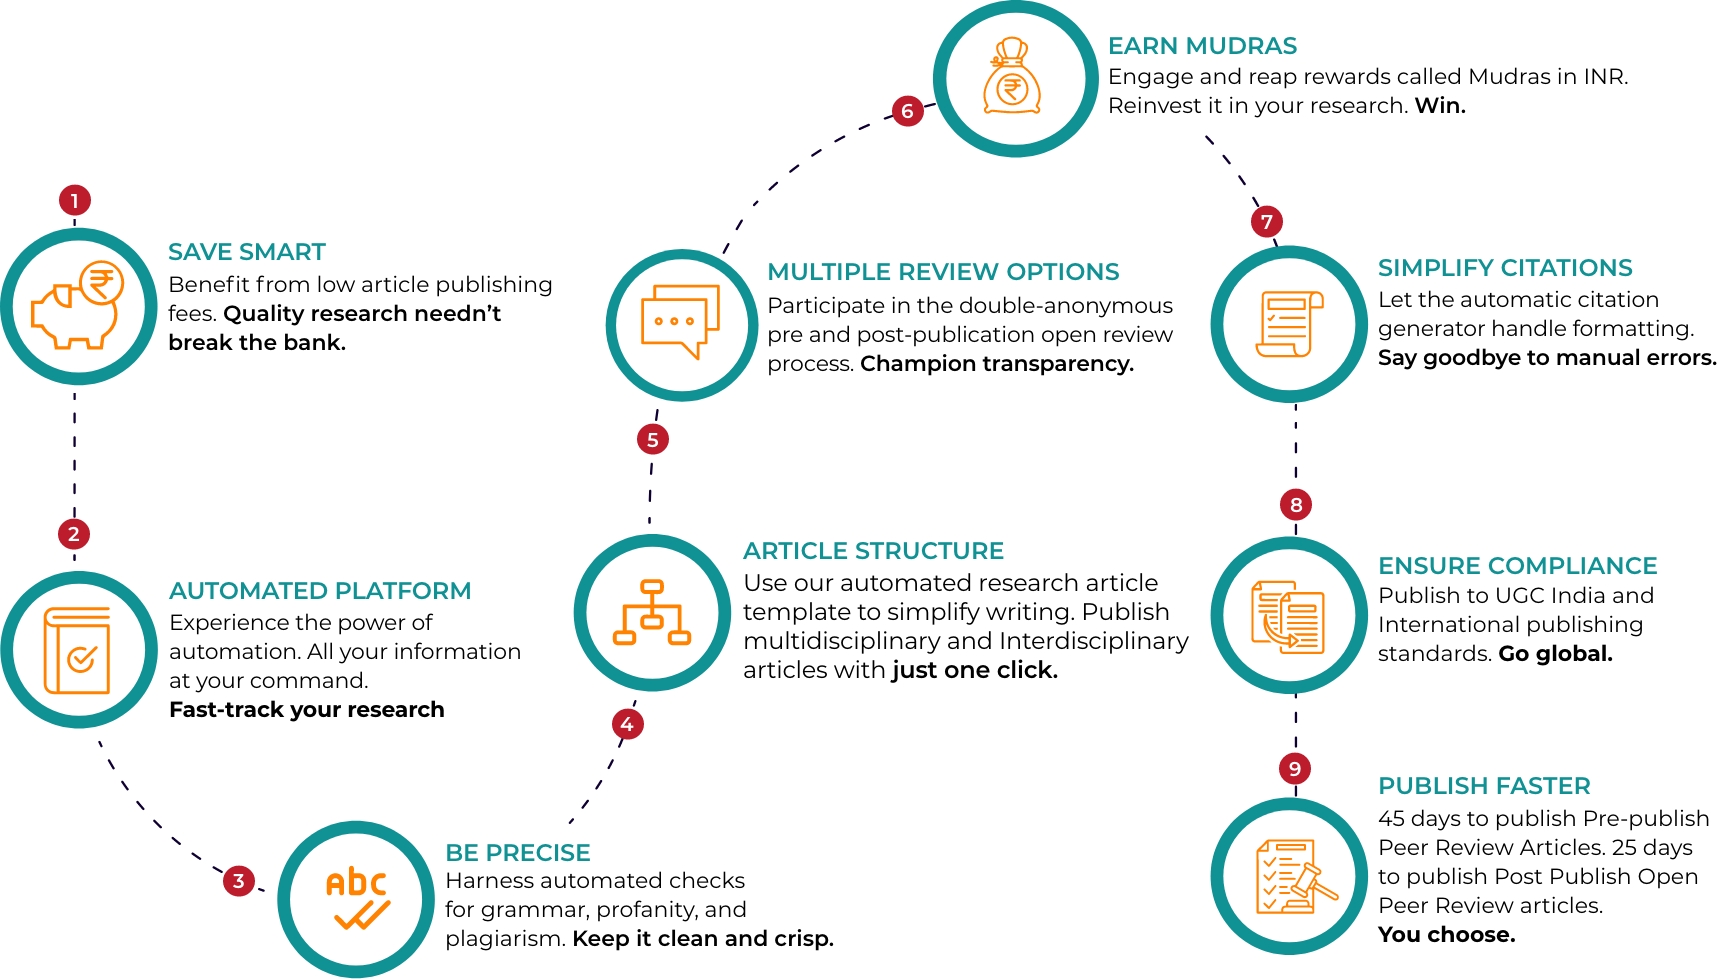 1
SAVE SMART
Benefit from low article publishing
fees. Quality research needn’t
break the bank.
2
AUTOMATED PLATFORM
Experience the power of
automation. All your information
at your command.
Fast-track your research
3
BE PRECISE
Harness automated checks
for grammar, profanity, and
plagiarism. Keep it clean and crisp.
Abc
4
ARTICLE STRUCTURE
Use our automated research article
template to simplify writing. Publish
multidisciplinary and Interdisciplinary
articles with just one click.
5
MULTIPLE REVIEW OPTIONS
Participate in the double-anonymous
pre and post-publication open review
process. Champion transparency.
6
EARN MUDRAS
Engage and reap rewards called Mudras in INR.
Reinvest it in your research. Win.
7
SIMPLIFY CITATIONS
Let the automatic citation
generator handle formatting.
Say goodbye to manual errors.
8
ENSURE COMPLIANCE
Publish to UGC India and
International publishing
standards. Go global.
9
PUBLISH FASTER
45 days to publish Pre-publish
Peer Review Articles. 25 days
to publish Post Publish Open
Peer Review articles.
You choose.